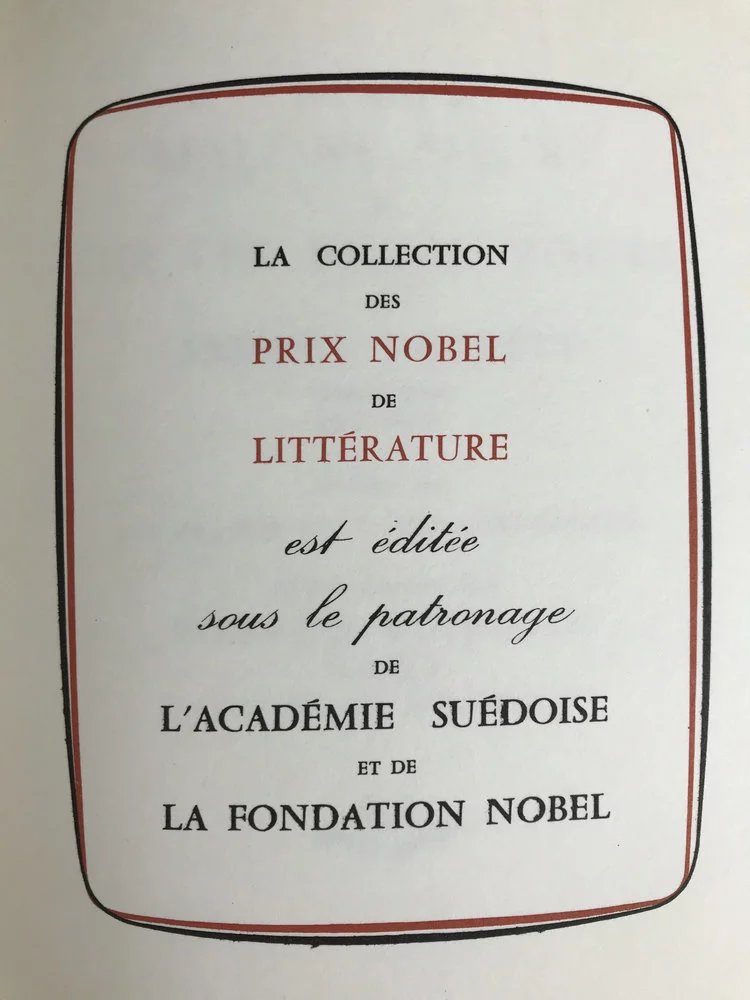 LA COLLECTION
DES
PRIX NOBEL
DE
LITTÉRATURE
est éditée
sous le patronage
DE
L'ACADÉMIE SUÉDOISE
ET DE
LA FONDATION NOBEL